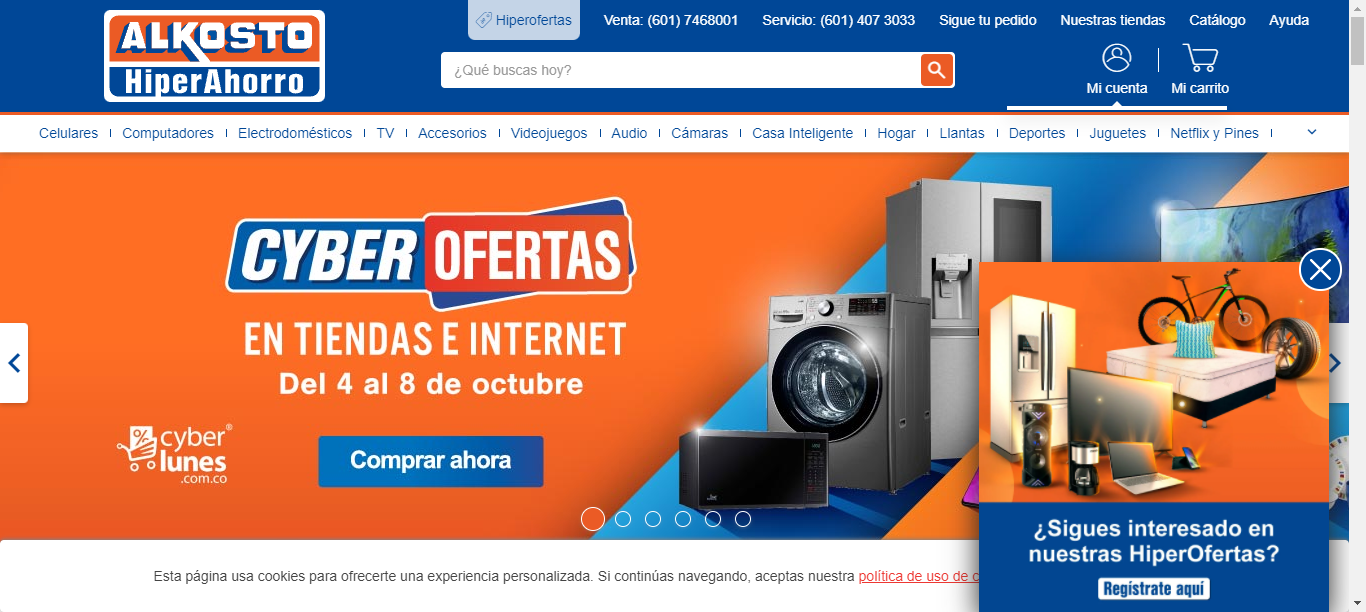 ALKOSTO
HiperAhorro
Hiperofertas
Venta: (601) 7468001
Servicio: (601) 407 3033
Sigue tu pedido
Nuestras tiendas
Catálogo
Ayuda
¿Qué buscas hoy?
Mi cuenta
Mi carrito
Celulares
Computadores
Electrodomésticos
TV
Accesorios
Videojuegos
Audio
Cámaras
Casa Inteligente
Hogar
Llantas
Deportes
Juguetes
Netflix y Pines
CYBER OFERTAS
EN TIENDAS E INTERNET
Del 4 al 8 de octubre
cyber®
lunes
.com.co
Comprar ahora
¿Sigues interesado en
nuestras HiperOfertas?
Regístrate aquí
Esta página usa cookies para ofrecerte una experiencia personalizada. Si continúas navegando, aceptas nuestra política de uso de